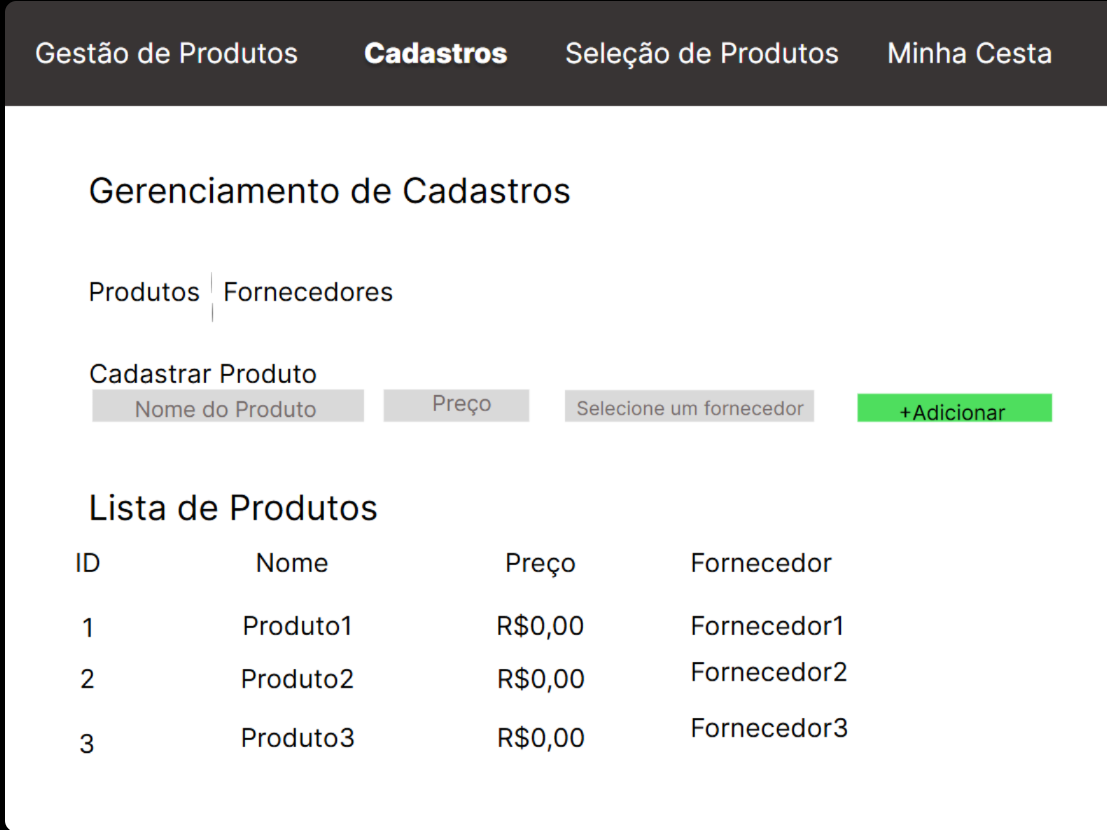 Gestão de Produtos Cadastros Seleção de Produtos Minha Cesta
Gerenciamento de Cadastros
Produtos Fornecedores
Cadastrar Produto
Nome do Produto Preço Selecione um fornecedor +Adicionar
Lista de Produtos
ID Nome Preço Fornecedor
1 Produto1 R$0,00 Fornecedor1
2 Produto2 R$0,00 Fornecedor2
3 Produto3 R$0,00 Fornecedor3